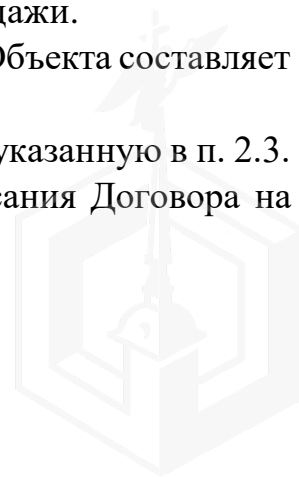 дажи.
Объекта составляет
указанную в п. 2.3.
сания Договора на